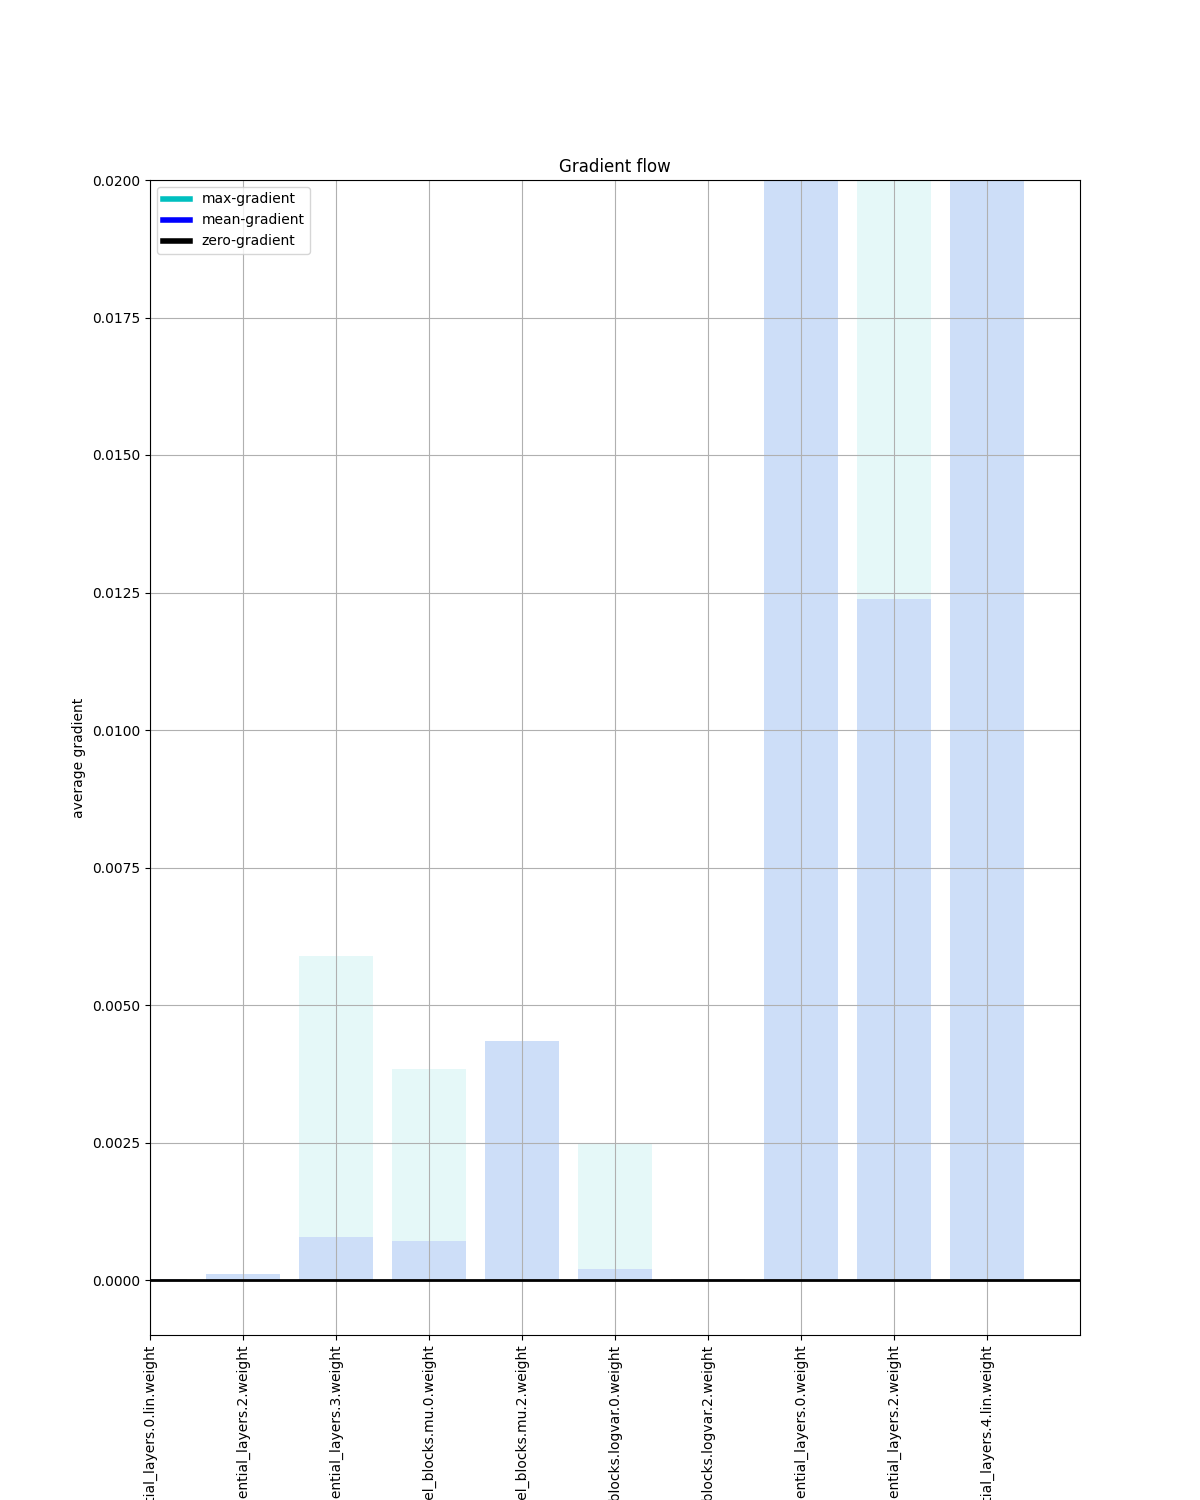 Gradient flow
max-gradient
mean-gradient
zero-gradient
0.0200
0.0175
0.0150
0.0125
0.0100
0.0075
0.0050
0.0025
0.0000
average gradient
tial_layers.0.lin.weight
ential_layers.2.weight
ential_layers.3.weight
el_blocks.mu.0.weight
el_blocks.mu.2.weight
blocks.logvar.0.weight
blocks.logvar.2.weight
ential_layers.0.weight
ential_layers.2.weight
tial_layers.4.lin.weight